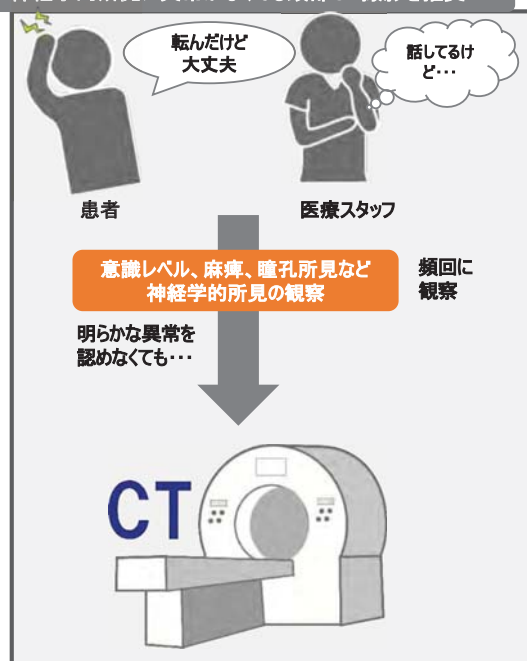 転んだけど
大丈夫
話してるけ
ど･･･
患者
医療スタッフ
意識レベル、麻痺、瞳孔所見など
神経学的所見の観察
頻回に
観察
明らかな異常を
認めなくても･･･
CT